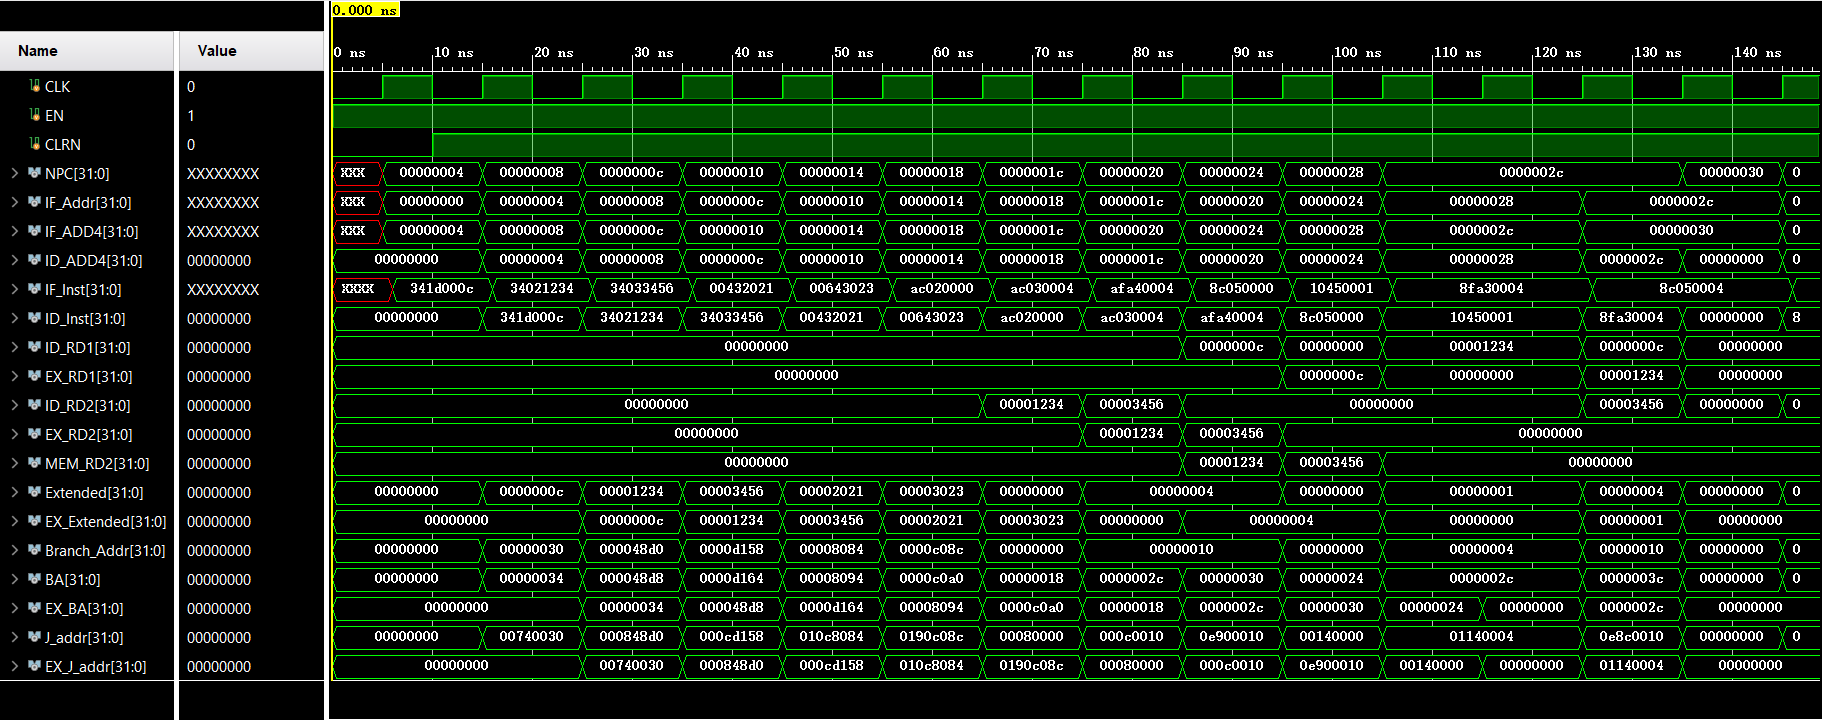 0.000 ns
Name Value
0 ns 10 ns 20 ns 30 ns 40 ns 50 ns 60 ns 70 ns 80 ns 90 ns 100 ns 110 ns 120 ns 130 ns 140 ns
CLK 0
EN 1
CLRN 0
NPC[31:0] XXXXXXXX XXX 00000004 00000008 0000000c 00000010 00000014 00000018 0000001c 00000020 00000024 00000028 0000002c 00000030 0
IF_Addr[31:0] XXXXXXXX XXX 00000000 00000004 00000008 0000000c 00000010 00000014 00000018 0000001c 00000020 00000024 00000028 0000002c 0
IF_ADD4[31:0] XXXXXXXX XXX 00000004 00000008 0000000c 00000010 00000014 00000018 0000001c 00000020 00000024 00000028 0000002c 00000030 0
ID_ADD4[31:0] 00000000 00000000 00000004 00000008 0000000c 00000010 00000014 00000018 0000001c 00000020 00000024 00000028 0000002c 00000000 0
IF_Inst[31:0] XXXXXXXX XXXX 341d000c 34021234 34033456 00432021 00643023 ac020000 ac030004 afa40004 8c050000 10450001 8fa30004 8c050004
ID_Inst[31:0] 00000000 00000000 341d000c 34021234 34033456 00432021 00643023 ac020000 ac030004 afa40004 8c050000 10450001 8fa30004 00000000 8
ID_RD1[31:0] 00000000 00000000 0000000c 00000000 00001234 0000000c 00000000
EX_RD1[31:0] 00000000 00000000 0000000c 00000000 00001234 00000000
ID_RD2[31:0] 00000000 00000000 00001234 00003456 00000000 00003456 00000000 0
EX_RD2[31:0] 00000000 00000000 00001234 00003456 00000000
MEM_RD2[31:0] 00000000 00000000 00001234 00003456 00000000
Extended[31:0] 00000000 00000000 0000000c 00001234 00003456 00002021 00003023 00000000 00000004 00000000 00000001 00000004 00000000 0
EX_Extended[31:0] 00000000 00000000 0000000c 00001234 00003456 00002021 00003023 00000000 00000004 00000000 00000001 00000000
Branch_Addr[31:0] 00000000 00000000 00000030 000048d0 0000d158 00008084 0000c08c 00000000 00000010 00000000 00000004 00000010 00000000 0
BA[31:0] 00000000 00000000 00000034 000048d8 0000d164 00008094 0000c0a0 00000018 0000002c 00000030 00000024 0000002c 0000003c 00000000 0
EX_BA[31:0] 00000000 00000000 00000034 000048d8 0000d164 00008094 0000c0a0 00000018 0000002c 00000030 00000024 00000000 0000002c 00000000
J_addr[31:0] 00000000 00000000 00740030 000848d0 000cd158 010c8084 0190c08c 00080000 000c0010 0e900010 00140000 01140004 0e8c0010 00000000 0
EX_J_addr[31:0] 00000000 00000000 00740030 000848d0 000cd158 010c8084 0190c08c 00080000 000c0010 0e900010 00140000 00000000 01140004 00000000